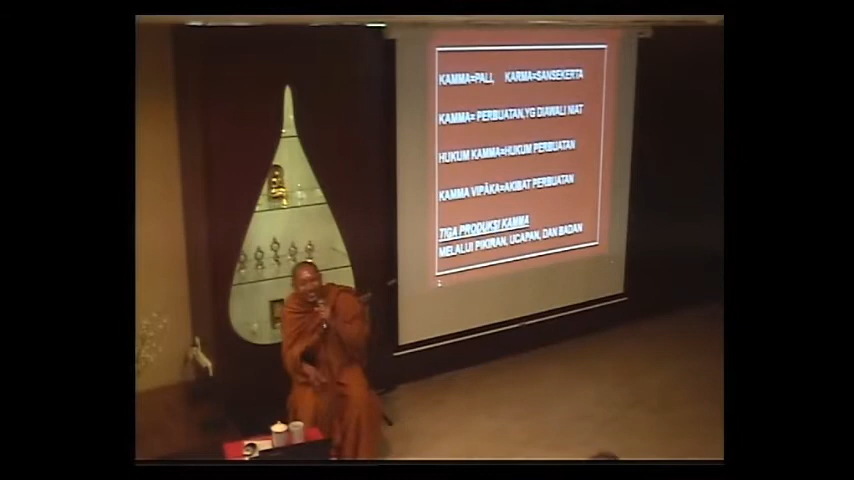 KAMMA=PALI, KARMA=SANSEKERTA
KAMMA= PERBUATAN,YG DIAWALI NIAT
HUKUM KAMMA=HUKUM PERBUATAN
KAMMA VIPĀKA=AKIBAT PERBUATAN
TIGA PRODUKSI KAMMA
MELALUI PIKIRAN, UCAPAN, DAN BADAN